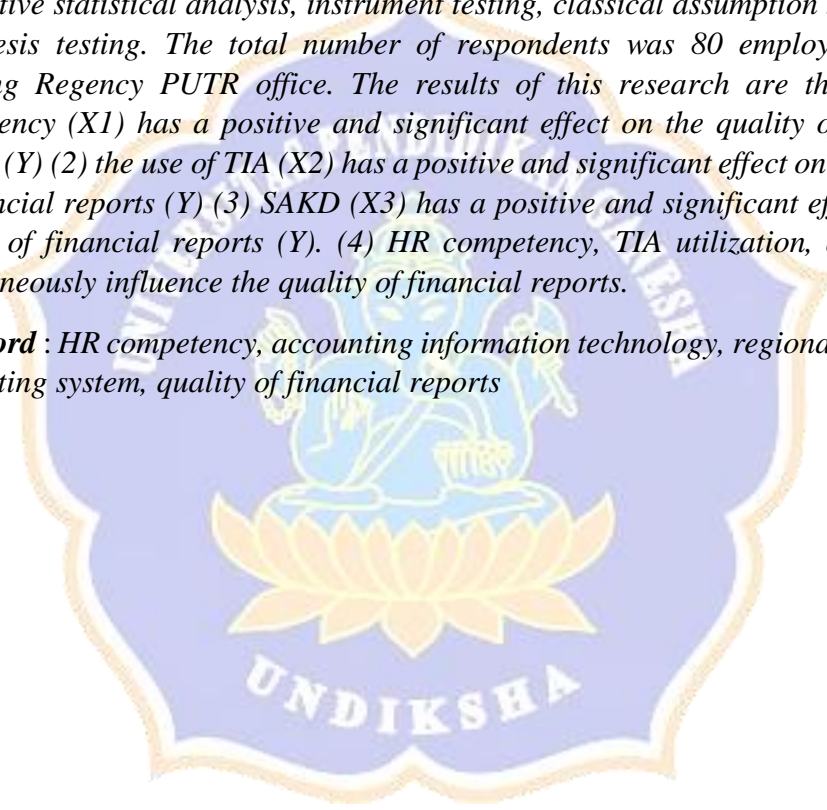 tive statistical analysis, instrument testing, classical assumption
esis testing. The total number of respondents was 80 employ
ng Regency PUTR office. The results of this research are th
ency (X1) has a positive and significant effect on the quality o
(Y) (2) the use of TIA (X2) has a positive and significant effect on
ncial reports (Y) (3) SAKD (X3) has a positive and significant ef
of financial reports (Y). (4) HR competency, TIA utilization,
neously influence the quality of financial reports.
ord : HR competency, accounting information technology, regiona
ting system, quality of financial reports
UNIVERSITAS PENDIDIKAN GANESHA
UNDIKSHA